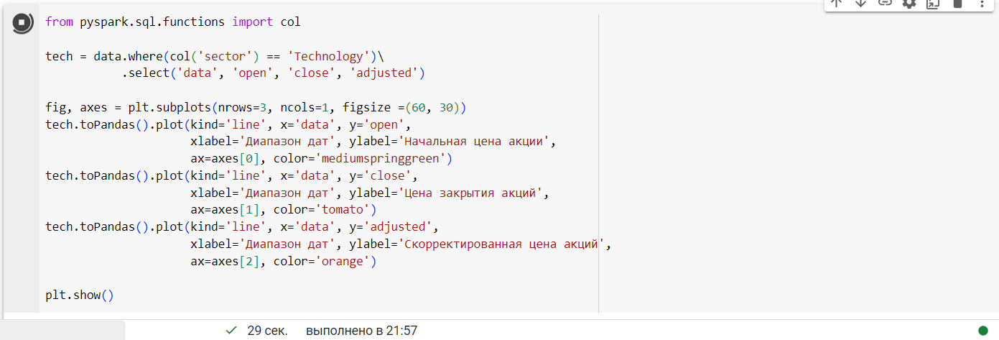 from pyspark.sql.functions import col
tech = data.where(col('sector') == 'Technology')\
.select('data', 'open', 'close', 'adjusted')
fig, axes = plt.subplots(nrows=3, ncols=1, figsize =(60, 30))
tech.toPandas().plot(kind='line', x='data', y='open',
xlabel='Диапазон дат', ylabel='Начальная цена акции',
ax=axes[0], color='mediumspringgreen')
tech.toPandas().plot(kind='line', x='data', y='close',
xlabel='Диапазон дат', ylabel='Цена закрытия акций',
ax=axes[1], color='tomato')
tech.toPandas().plot(kind='line', x='data', y='adjusted',
xlabel='Диапазон дат', ylabel='Скорректированная цена акций',
ax=axes[2], color='orange')
plt.show()
29 сек. выполнено в 21:57